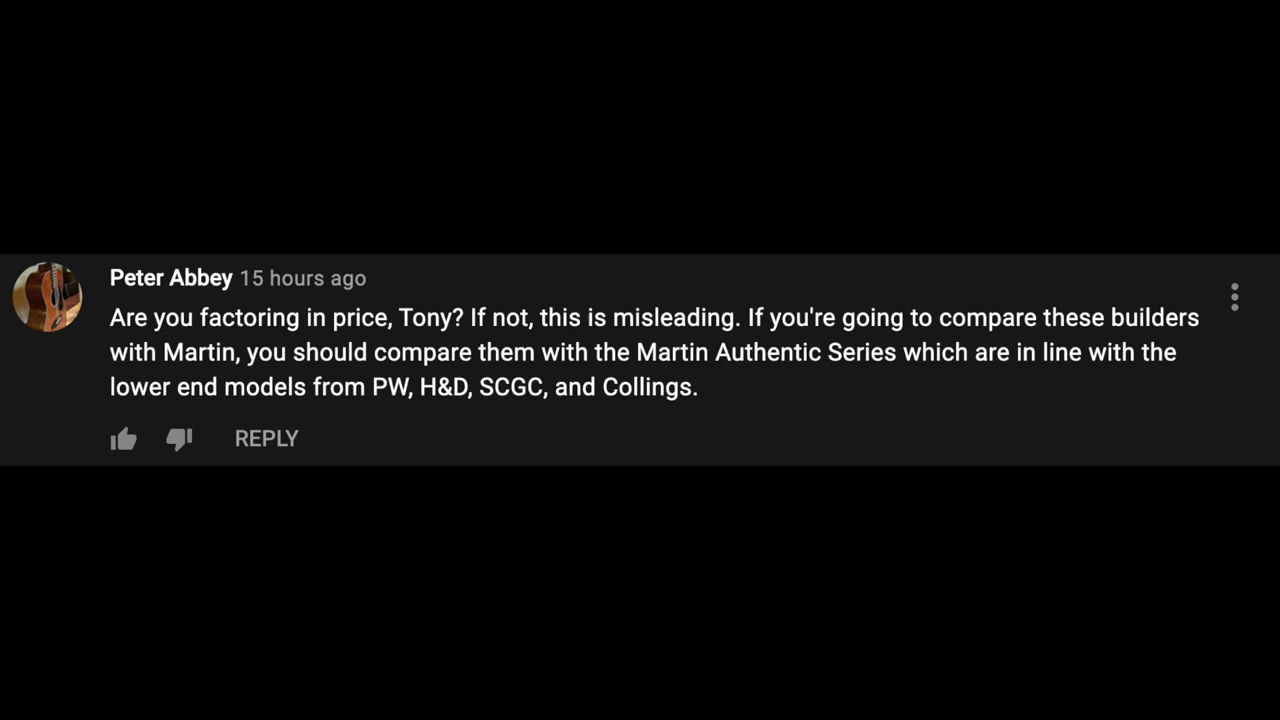 Peter Abbey 15 hours ago
Are you factoring in price, Tony? If not, this is misleading. If you're going to compare these builders
with Martin, you should compare them with the Martin Authentic Series which are in line with the
lower end models from PW, H&D, SCGC, and Collings.
REPLY